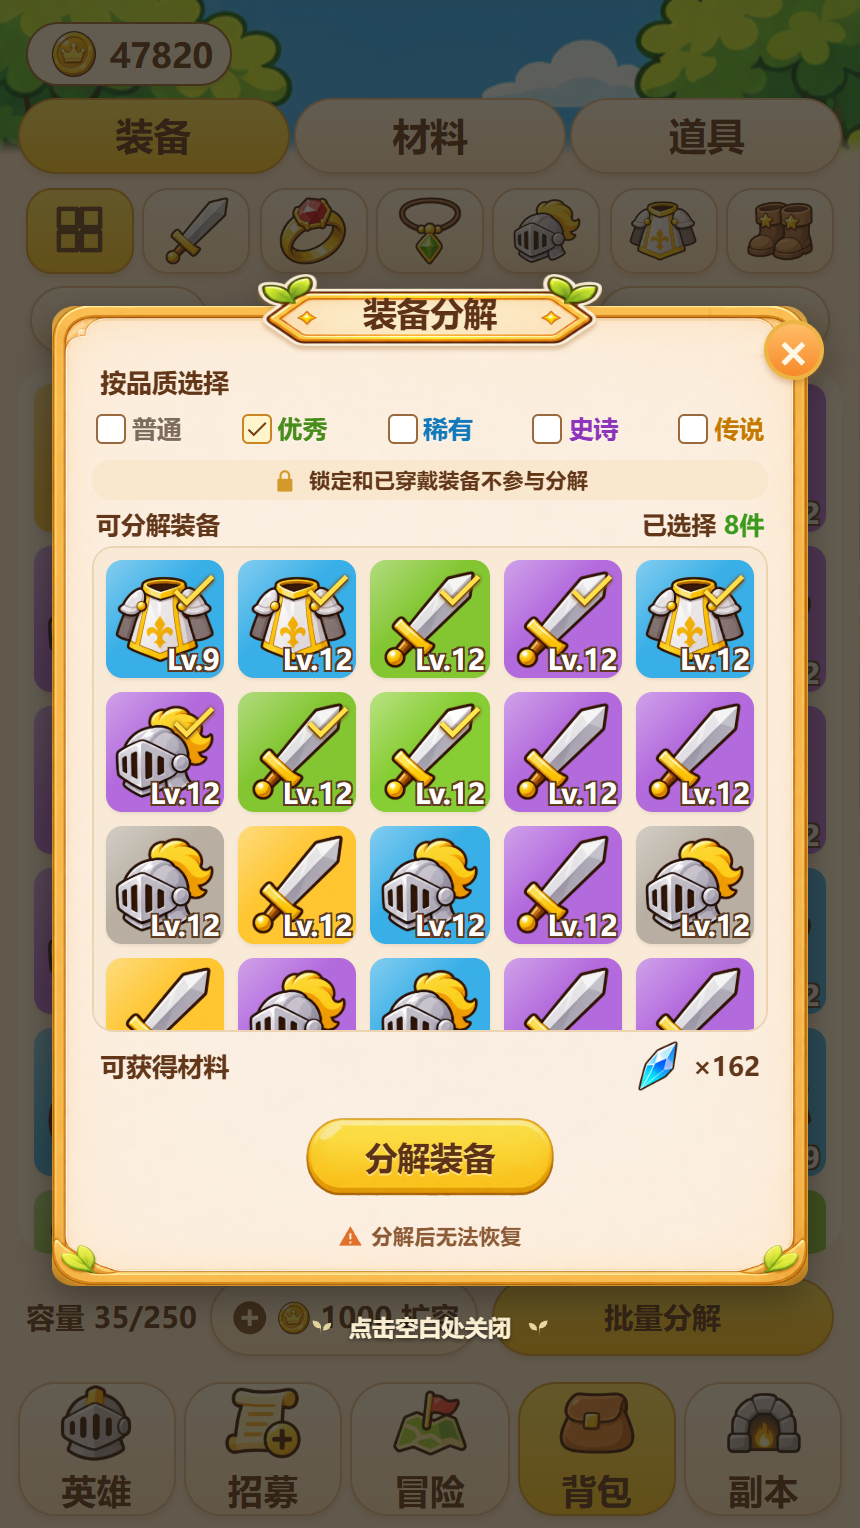 47820
装备 材料 道具
装备分解
按品质选择
普通 优秀 稀有 史诗 传说
锁定和已穿戴装备不参与分解
可分解装备 已选择 8件
Lv.9 Lv.12 Lv.12 Lv.12 Lv.12
Lv.12 Lv.12 Lv.12 Lv.12 Lv.12
Lv.12 Lv.12 Lv.12 Lv.12 Lv.12
可获得材料 ×162
分解装备
分解后无法恢复
容量 35/250 1000 扩容 批量分解
点击空白处关闭
英雄 招募 冒险 背包 副本